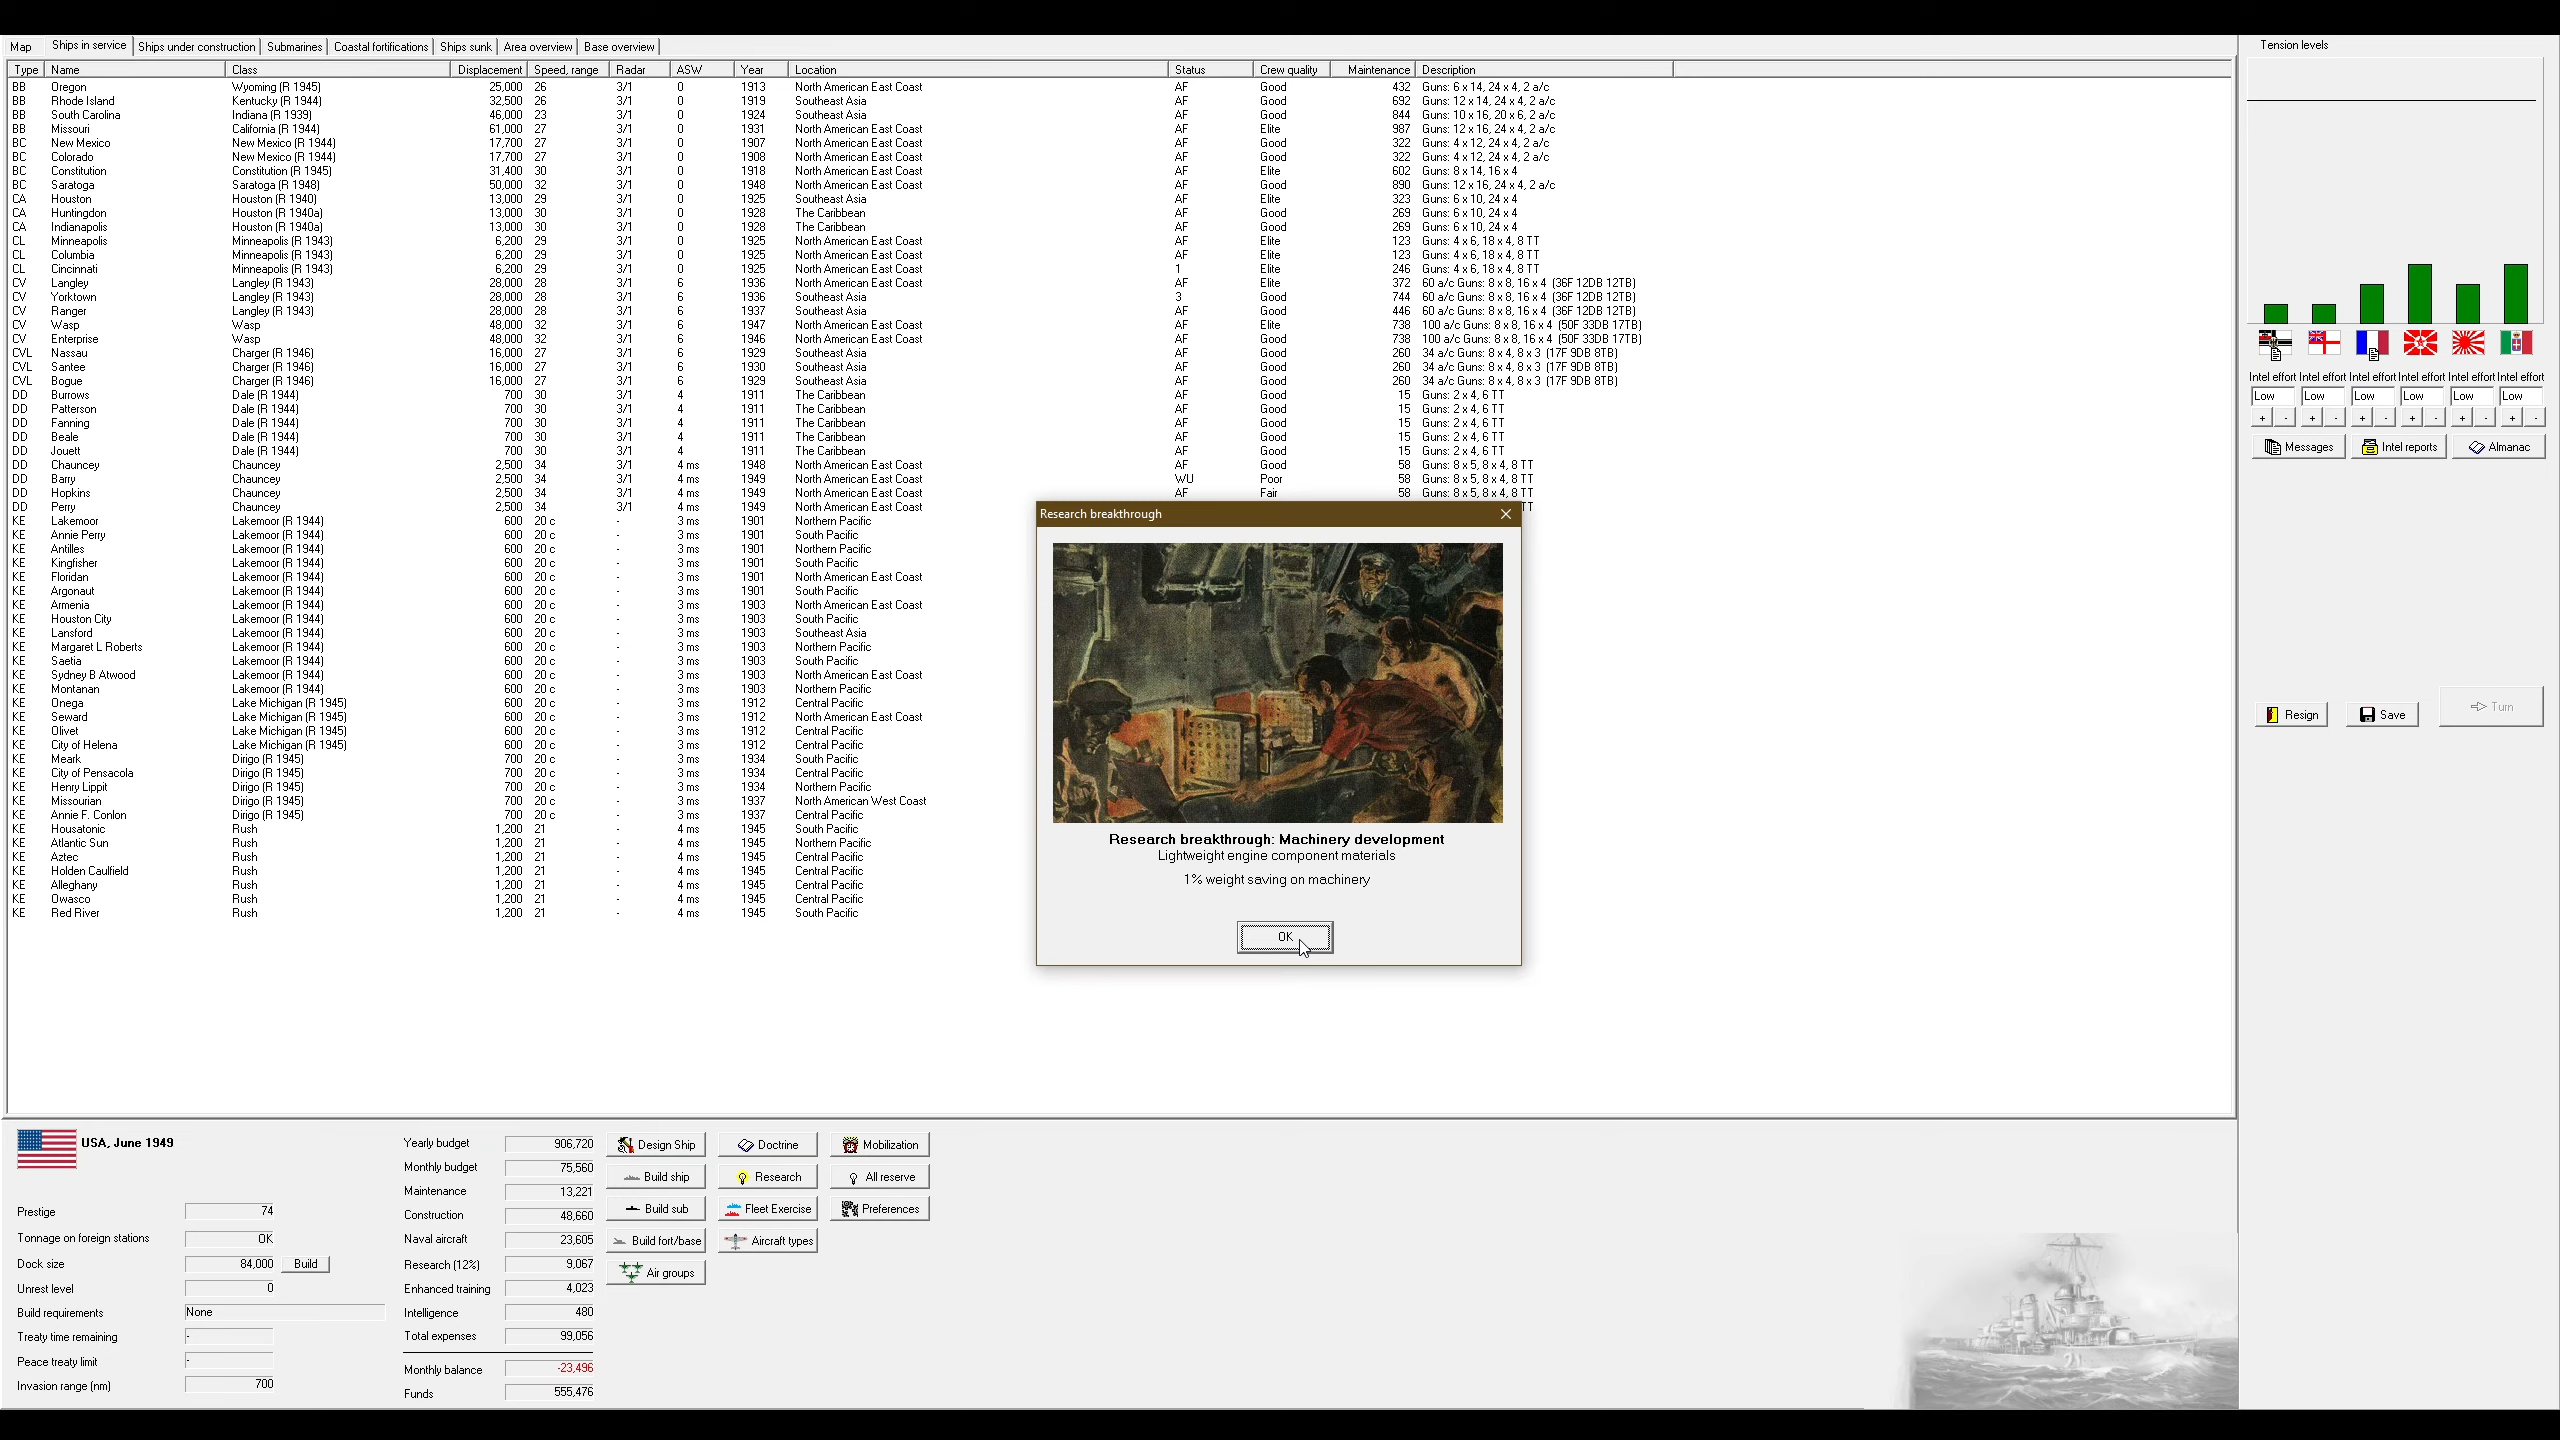 Map Ships in service Ships under construction Submarines Coastal fortifications Ships sunk Area overview Base overview Tension levels
Type Name Class Displacement Speed, range Radar ASW Year Location Status Crew quality Maintenance Description
BB Oregon Wyoming (R 1945) 25,000 26 3/1 0 1913 North American East Coast AF Good 432 Guns: 6 x 14, 24 x 4, 2 a/c
BB Rhode Island Kentucky (R 1944) 32,500 26 3/1 0 1919 Southeast Asia AF Good 692 Guns: 12 x 14, 24 x 4, 2 a/c
BB South Carolina Indiana (R 1939) 46,000 23 3/1 0 1924 Southeast Asia AF Good 844 Guns: 10 x 16, 20 x 6, 2 a/c
BB Missouri California (R 1944) 61,000 27 3/1 0 1931 North American East Coast AF Elite 987 Guns: 12 x 16, 24 x 4, 2 a/c
BC New Mexico New Mexico (R 1944) 17,700 27 3/1 0 1907 North American East Coast AF Good 322 Guns: 4 x 12, 24 x 4, 2 a/c
BC Colorado New Mexico (R 1944) 17,700 27 3/1 0 1908 North American East Coast AF Good 322 Guns: 4 x 12, 24 x 4, 2 a/c
BC Constitution Constitution (R 1945) 31,400 30 3/1 0 1918 North American East Coast AF Elite 602 Guns: 8 x 14, 16 x 4
BC Saratoga Saratoga (R 1948) 50,000 32 3/1 0 1948 North American East Coast AF Good 890 Guns: 12 x 16, 24 x 4, 2 a/c
CA Houston Houston (R 1940) 13,000 29 3/1 0 1925 Southeast Asia AF Elite 323 Guns: 6 x 10, 24 x 4
CA Huntingdon Houston (R 1940a) 13,000 30 3/1 0 1928 The Caribbean AF Good 269 Guns: 6 x 10, 24 x 4
CA Indianapolis Houston (R 1940a) 13,000 30 3/1 0 1928 The Caribbean AF Good 269 Guns: 6 x 10, 24 x 4
CL Minneapolis Minneapolis (R 1943) 6,200 29 3/1 0 1925 North American East Coast AF Elite 123 Guns: 4 x 6, 18 x 4, 8 TT
CL Columbia Minneapolis (R 1943) 6,200 29 3/1 0 1925 North American East Coast AF Elite 123 Guns: 4 x 6, 18 x 4, 8 TT
CL Cincinnati Minneapolis (R 1943) 6,200 29 3/1 0 1925 North American East Coast 1 Elite 246 Guns: 4 x 6, 18 x 4, 8 TT
CV Langley Langley (R 1943) 28,000 28 3/1 6 1936 North American East Coast AF Elite 372 60 a/c Guns: 8 x 8, 16 x 4 (36F 12DB 12TB)
CV Yorktown Langley (R 1943) 28,000 28 3/1 6 1936 Southeast Asia 3 Good 744 60 a/c Guns: 8 x 8, 16 x 4 (36F 12DB 12TB)
CV Ranger Langley (R 1943) 28,000 28 3/1 6 1937 Southeast Asia AF Good 446 60 a/c Guns: 8 x 8, 16 x 4 (36F 12DB 12TB)
CV Wasp Wasp 48,000 32 3/1 6 1947 North American East Coast AF Elite 738 100 a/c Guns: 8 x 8, 16 x 4 (50F 33DB 17TB)
CV Enterprise Wasp 48,000 32 3/1 6 1946 North American East Coast AF Good 738 100 a/c Guns: 8 x 8, 16 x 4 (50F 33DB 17TB)
CVL Nassau Charger (R 1946) 16,000 27 3/1 6 1929 Southeast Asia AF Good 260 34 a/c Guns: 8 x 4, 8 x 3 (17F 9DB 8TB)
CVL Santee Charger (R 1946) 16,000 27 3/1 6 1930 Southeast Asia AF Good 260 34 a/c Guns: 8 x 4, 8 x 3 (17F 9DB 8TB)
CVL Bogue Charger (R 1946) 16,000 27 3/1 6 1929 Southeast Asia AF Good 260 34 a/c Guns: 8 x 4, 8 x 3 (17F 9DB 8TB)
DD Burrows Dale (R 1944) 700 30 3/1 4 1911 The Caribbean AF Good 15 Guns: 2 x 4, 6 TT
DD Patterson Dale (R 1944) 700 30 3/1 4 1911 The Caribbean AF Good 15 Guns: 2 x 4, 6 TT
DD Fanning Dale (R 1944) 700 30 3/1 4 1911 The Caribbean AF Good 15 Guns: 2 x 4, 6 TT
DD Beale Dale (R 1944) 700 30 3/1 4 1911 The Caribbean AF Good 15 Guns: 2 x 4, 6 TT
DD Jouett Dale (R 1944) 700 30 3/1 4 1911 The Caribbean AF Good 15 Guns: 2 x 4, 6 TT
DD Chauncey Chauncey 2,500 34 3/1 4 ms 1948 North American East Coast AF Good 58 Guns: 8 x 5, 8 x 4, 8 TT
DD Barry Chauncey 2,500 34 3/1 4 ms 1949 North American East Coast WU Poor 58 Guns: 8 x 5, 8 x 4, 8 TT
DD Hopkins Chauncey 2,500 34 3/1 4 ms 1949 North American East Coast AF Fair 58 Guns: 8 x 5, 8 x 4, 8 TT
DD Perry Chauncey 2,500 34 3/1 4 ms 1949 North American East Coast TT
KE Lakemoor Lakemoor (R 1944) 600 20 c - 3 ms 1901 Northern Pacific
KE Annie Perry Lakemoor (R 1944) 600 20 c - 3 ms 1901 South Pacific
KE Antilles Lakemoor (R 1944) 600 20 c - 3 ms 1901 Northern Pacific
KE Kingfisher Lakemoor (R 1944) 600 20 c - 3 ms 1901 South Pacific
KE Floridan Lakemoor (R 1944) 600 20 c - 3 ms 1901 North American East Coast
KE Argonaut Lakemoor (R 1944) 600 20 c - 3 ms 1901 South Pacific
KE Armenia Lakemoor (R 1944) 600 20 c - 3 ms 1903 North American East Coast
KE Houston City Lakemoor (R 1944) 600 20 c - 3 ms 1903 South Pacific
KE Lansford Lakemoor (R 1944) 600 20 c - 3 ms 1903 Southeast Asia
KE Margaret L Roberts Lakemoor (R 1944) 600 20 c - 3 ms 1903 Northern Pacific
KE Saetia Lakemoor (R 1944) 600 20 c - 3 ms 1903 South Pacific
KE Sydney B Atwood Lakemoor (R 1944) 600 20 c - 3 ms 1903 North American East Coast
KE Montanan Lakemoor (R 1944) 600 20 c - 3 ms 1903 Northern Pacific
KE Onega Lake Michigan (R 1945) 600 20 c - 3 ms 1912 Central Pacific
KE Seward Lake Michigan (R 1945) 600 20 c - 3 ms 1912 North American East Coast
KE Olivet Lake Michigan (R 1945) 600 20 c - 3 ms 1912 Central Pacific
KE City of Helena Lake Michigan (R 1945) 600 20 c - 3 ms 1912 Central Pacific
KE Meark Dirigo (R 1945) 700 20 c - 3 ms 1934 South Pacific
KE City of Pensacola Dirigo (R 1945) 700 20 c - 3 ms 1934 Central Pacific
KE Henry Lippit Dirigo (R 1945) 700 20 c - 3 ms 1934 Northern Pacific
KE Missourian Dirigo (R 1945) 700 20 c - 3 ms 1937 North American West Coast
KE Annie F. Conlon Dirigo (R 1945) 700 20 c - 3 ms 1937 Central Pacific
KE Housatonic Rush 1,200 21 - 4 ms 1945 South Pacific
KE Atlantic Sun Rush 1,200 21 - 4 ms 1945 Northern Pacific
KE Aztec Rush 1,200 21 - 4 ms 1945 Central Pacific
KE Holden Caulfield Rush 1,200 21 - 4 ms 1945 Central Pacific
KE Alleghany Rush 1,200 21 - 4 ms 1945 Central Pacific
KE Owasco Rush 1,200 21 - 4 ms 1945 Central Pacific
KE Red River Rush 1,200 21 - 4 ms 1945 South Pacific
Research breakthrough
Research breakthrough: Machinery development
Lightweight engine component materials
1% weight saving on machinery
OK
Intel effort Intel effort Intel effort Intel effort Intel effort Intel effort
Low Low Low Low Low Low
+ - + - + - + - + - + -
Messages Intel reports Almanac
Resign Save Turn
USA, June 1949
Prestige 74
Tonnage on foreign stations OK
Dock size 84,000 Build
Unrest level 0
Build requirements None
Treaty time remaining -
Peace treaty limit -
Invasion range (nm) 700
Yearly budget 906,720
Monthly budget 75,560
Maintenance 13,221
Construction 48,660
Naval aircraft 23,605
Research (12%) 9,067
Enhanced training 4,023
Intelligence 480
Total expenses 99,056
Monthly balance -23,496
Funds 555,476
Design Ship Doctrine Mobilization
Build ship Research All reserve
Build sub Fleet Exercise Preferences
Build fort/base Aircraft types
Air groups